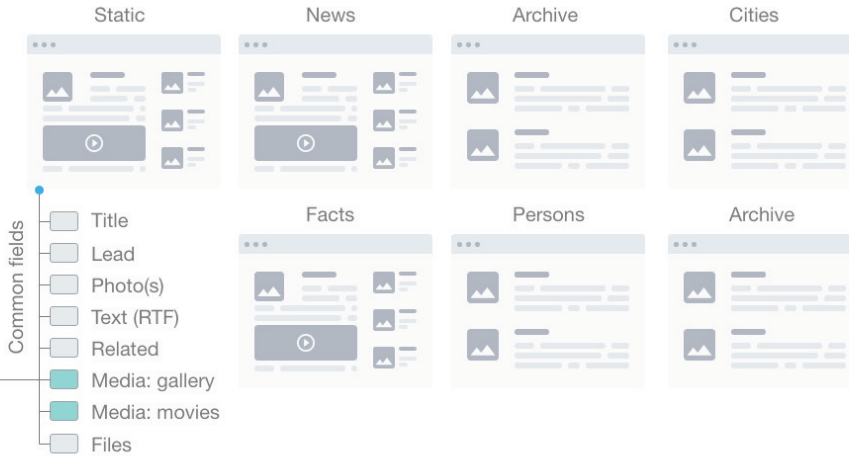 Static
News
Archive
Cities
Facts
Persons
Archive
Common fields
Title
Lead
Photo(s)
Text (RTF)
Related
Media: gallery
Media: movies
Files